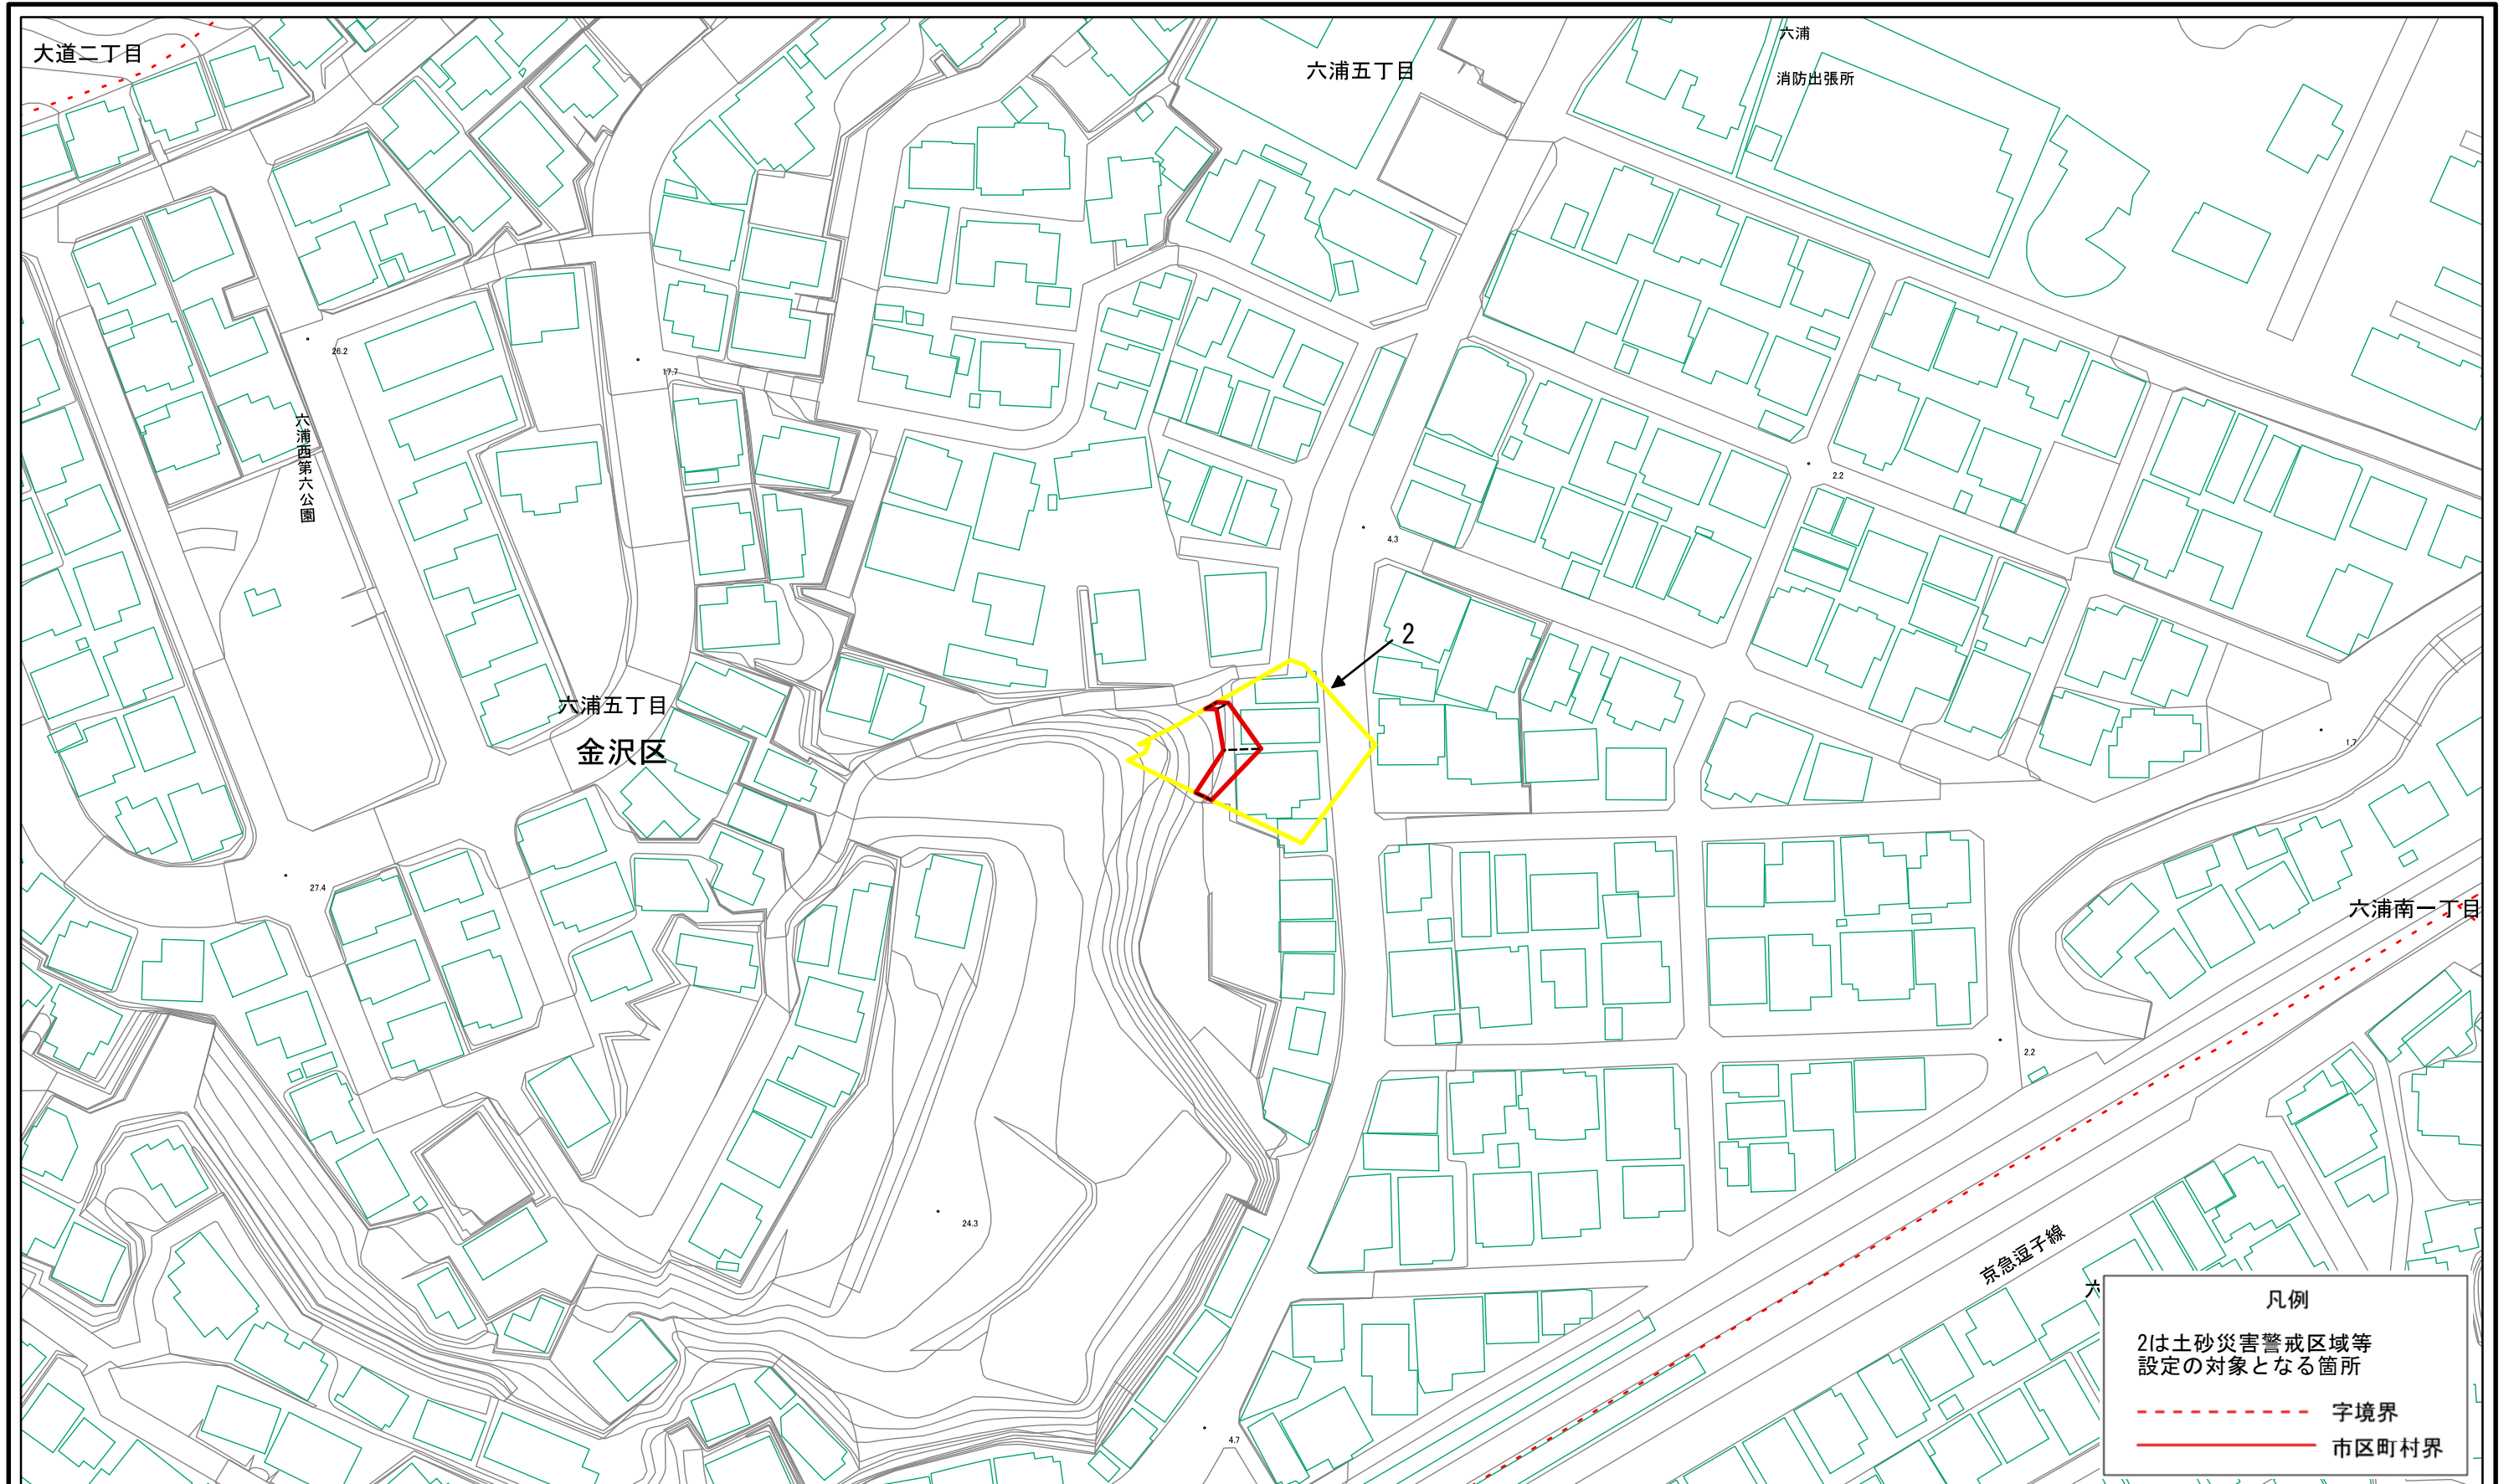 大道二丁目
六浦五丁目
六浦
消防出張所
26.2
17.7
六浦西第六公園
2.2
4.3
2
六浦五丁目
金沢区
1.7
27.4
六浦南一丁目
2.2
24.3
京急逗子線
六
4.7
凡例
2は土砂災害警戒区域等
設定の対象となる箇所
字境界
市区町村界